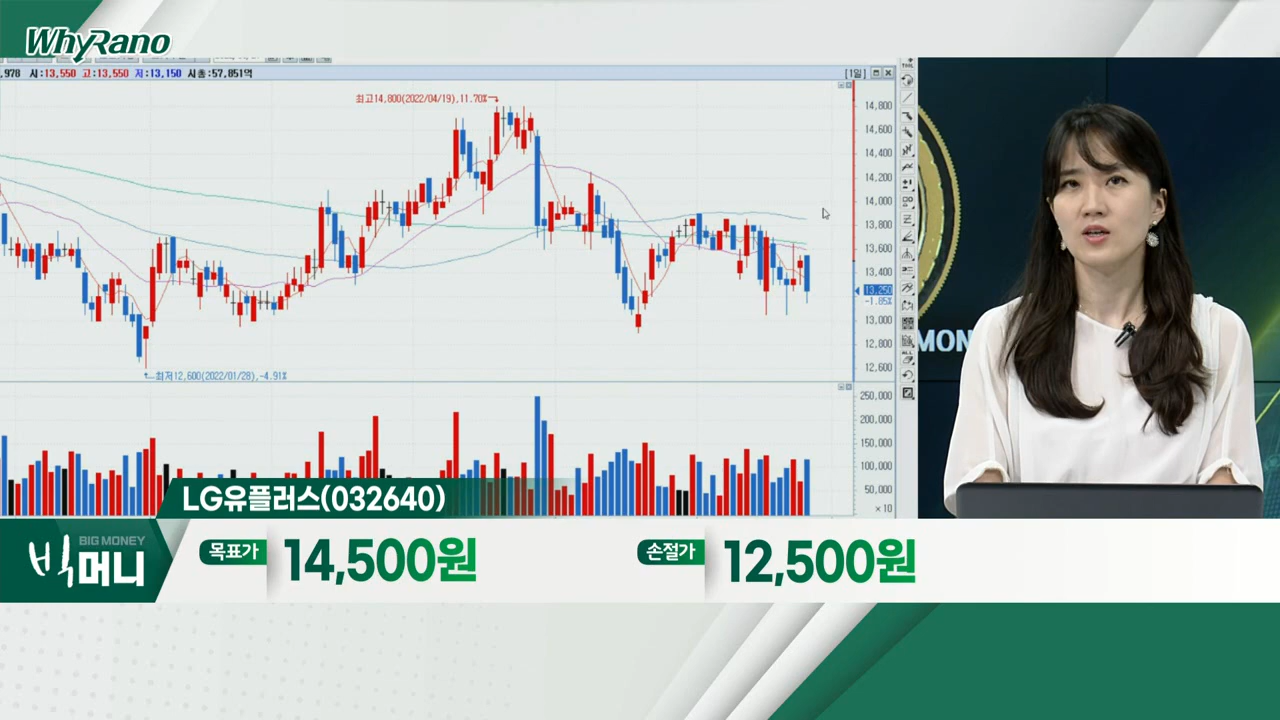 WhyRano
,978 시:13,550 고:13,550 저:13,150 시총:57,851억
[1일]
최고14,800(2022/04/19),11.70%
14,800
14,600
14,400
14,200
14,000
13,800
13,600
13,400
13,250
-1.85%
13,000
12,800
12,600
최저12,600(2022/01/28),-4.91%
250,000
200,000
150,000
100,000
50,000
×10
MON
LG유플러스(032640)
BIG MONEY
빅머니
목표가
14,500원
손절가
12,500원